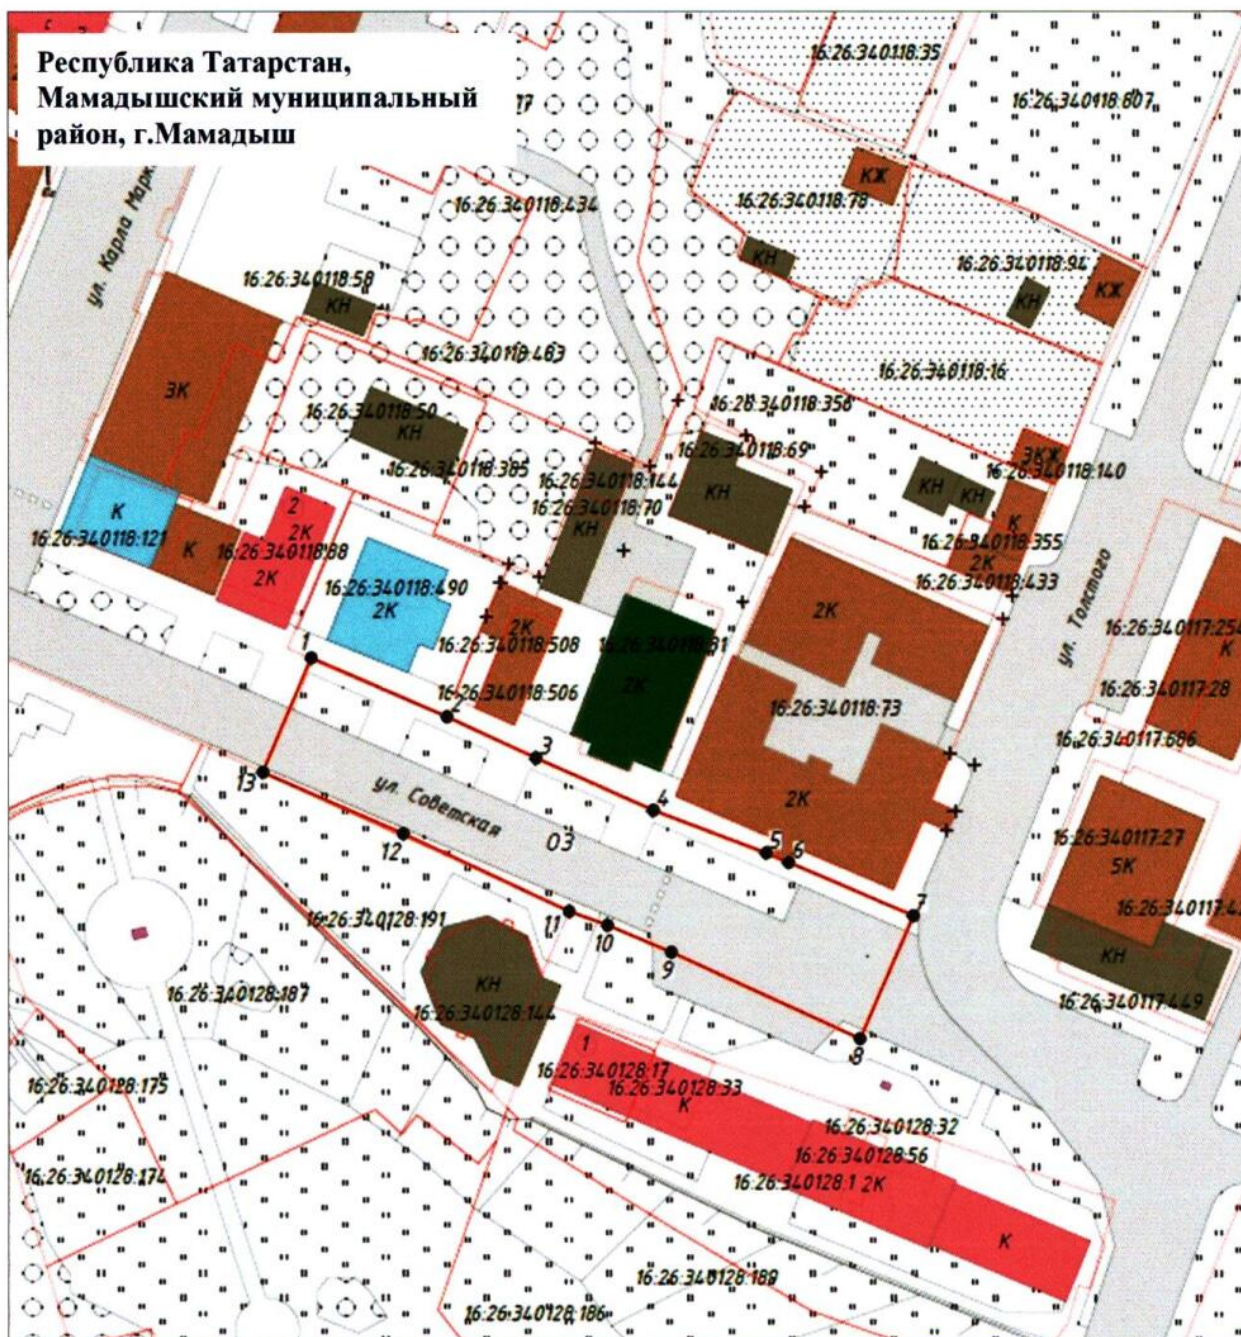 Республика Татарстан,
Мамадышский муниципальный
район, г.Мамадыш
16:26:340118:35
16:26:340118:807
КЖ
16:26:340118:78
16:26:340118:434
ул. Карла Маркс
КН
16:26:340118:94
КЖ
КН
16:26:340118:58
КН
16:26:340118:483
16:26:340118:16
3К
16:26:340118:50
КН
16:26:340118:356
16:26:340118:69
3КЖ
16:26:340118:140
16:26:340118:385
16:26:340118:144
КН
КН
КН
16:26:340118:70
КН
К
К
2
2К
16:26:340118:121
К
16:26:340118:88
2К
16:26:340118:355
2К
16:26:340118:433
16:26:340118:490
2К
2К
ул. Толстого
2К
16:26:340117:254
К
1
16:26:340118:508
16:26:340118:31
2К
16:26:340117:28
16:26:340118:506
16:26:340118:73
2
16:26:340117:686
3
13
ул. Советская
4
2К
ОЗ
12
5
6
16:26:340117:27
5К
7
16:26:340128:191
11
10
9
КН
16:26:340128:187
КН
16:26:340128:144
16:26:340117:449
1
8
16:26:340128:17
16:26:340128:175
16:26:340128:33
К
16:26:340128:32
16:26:340128:56
16:26:340128:174
16:26:340128:1
2К
К
16:26:340128:189
16:26:340128:186